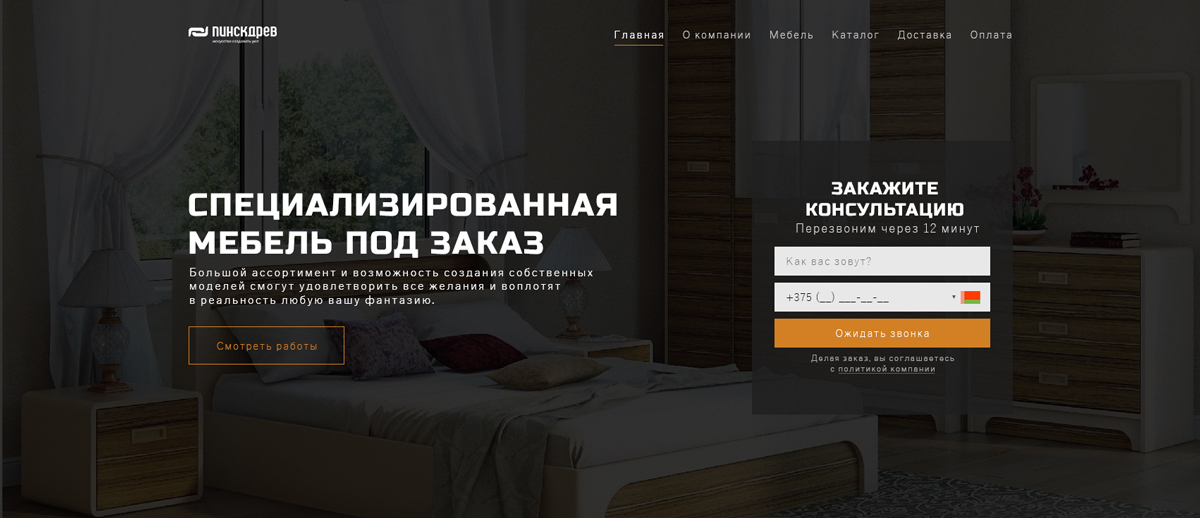 ПИНСКДРЕВ
искусство создавать уют
Главная О компании Мебель Каталог Доставка Оплата
СПЕЦИАЛИЗИРОВАННАЯ
МЕБЕЛЬ ПОД ЗАКАЗ
Большой ассортимент и возможность создания собственных
моделей смогут удовлетворить все желания и воплотят
в реальность любую вашу фантазию.
Смотреть работы
ЗАКАЖИТЕ
КОНСУЛЬТАЦИЮ
Перезвоним через 12 минут
Как вас зовут?
+375 (__) ___-__-__
Ожидать звонка
Делая заказ, вы соглашаетесь
с политикой компании